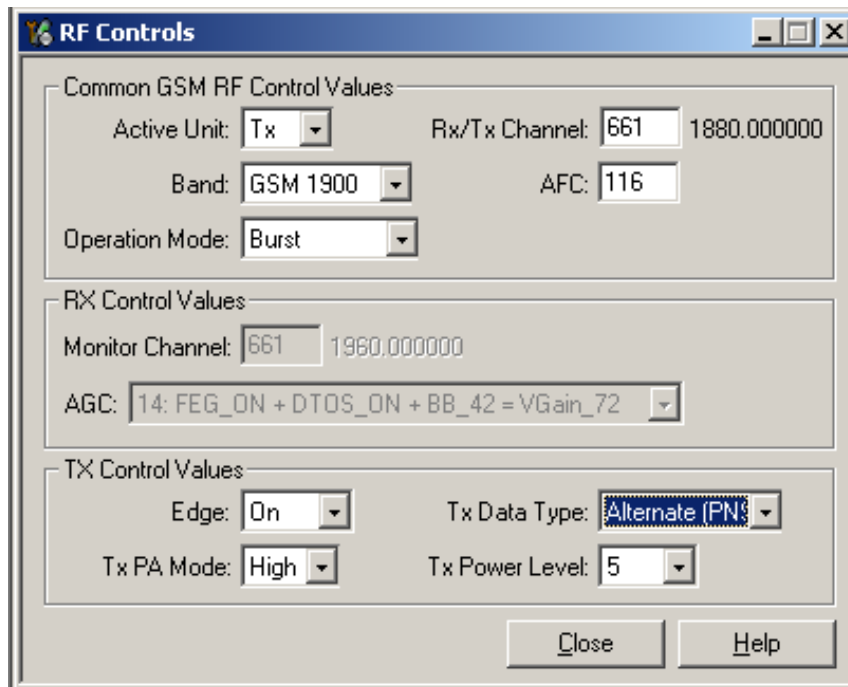 RF Controls
Common GSM RF Control Values
Active Unit: Tx Rx/Tx Channel: 661 1880.000000
Band: GSM 1900 AFC: 116
Operation Mode: Burst
RX Control Values
Monitor Channel: 661 1960.000000
AGC: 14: FEG_ON + DTOS_ON + BB_42 = VGain_72
TX Control Values
Edge: On Tx Data Type: Alternate (PN
Tx PA Mode: High Tx Power Level: 5
Close Help